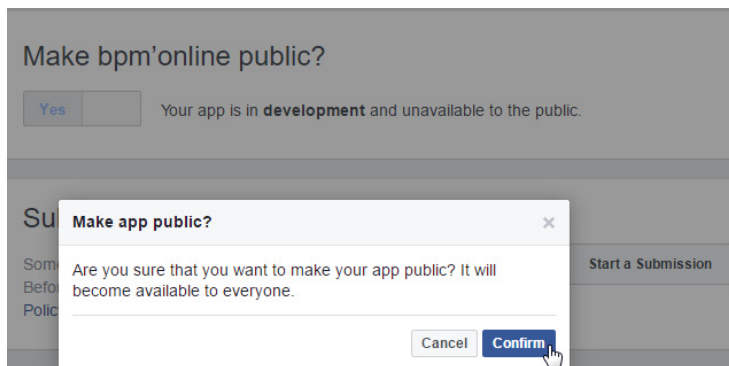 Make bpm'online public?
Yes
Your app is in development and unavailable to the public.
Make app public?
Are you sure that you want to make your app public? It will
become available to everyone.
Start a Submission
Cancel
Confirm